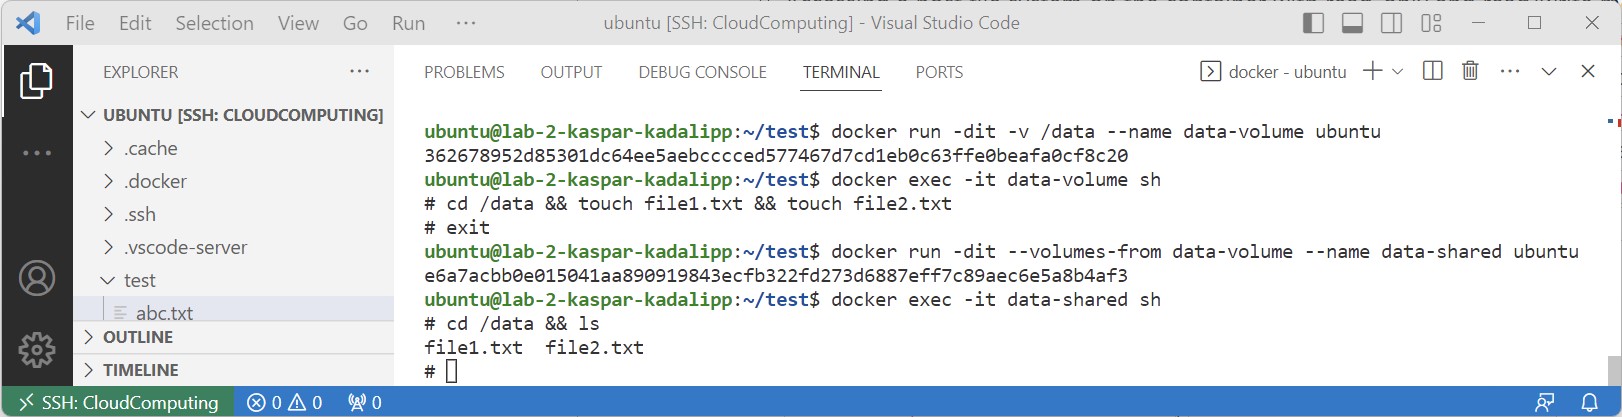 File Edit Selection View Go Run ··· ubuntu [SSH: CloudComputing] - Visual Studio Code
EXPLORER ···
UBUNTU [SSH: CLOUDCOMPUTING]
.cache
.docker
.ssh
.vscode-server
test
abc.txt
OUTLINE
TIMELINE
PROBLEMS OUTPUT DEBUG CONSOLE TERMINAL PORTS docker - ubuntu
ubuntu@lab-2-kaspar-kadalipp:~/test$ docker run -dit -v /data --name data-volume ubuntu
362678952d85301dc64ee5aebcccced577467d7cd1eb0c63ffe0beafa0cf8c20
ubuntu@lab-2-kaspar-kadalipp:~/test$ docker exec -it data-volume sh
# cd /data && touch file1.txt && touch file2.txt
# exit
ubuntu@lab-2-kaspar-kadalipp:~/test$ docker run -dit --volumes-from data-volume --name data-shared ubuntu
e6a7acbb0e015041aa890919843ecfb322fd273d6887eff7c89aec6e5a8b4af3
ubuntu@lab-2-kaspar-kadalipp:~/test$ docker exec -it data-shared sh
# cd /data && ls
file1.txt  file2.txt
#
SSH: CloudComputing 0 0 0